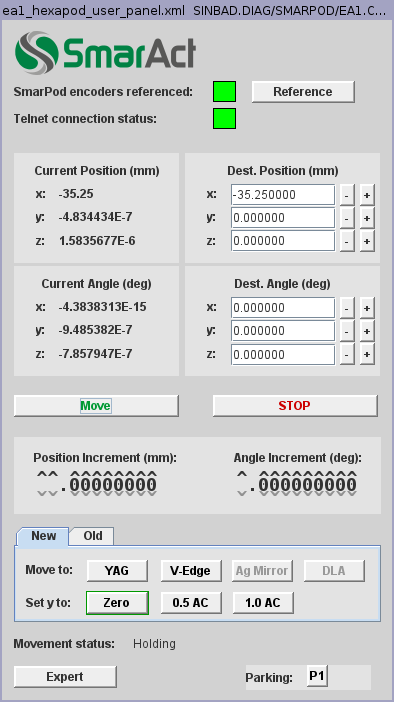 ea1_hexapod_user_panel.xml SINBAD.DIAG/SMARPOD/EA1.C...
SmarAct
SmarPod encoders referenced: Reference
Telnet connection status:
Current Position (mm) Dest. Position (mm)
x: -35.25 x: -35.250000 - +
y: -4.834434E-7 y: 0.000000 - +
z: 1.5835677E-6 z: 0.000000 - +
Current Angle (deg) Dest. Angle (deg)
x: -4.3838313E-15 x: 0.000000 - +
y: -9.485382E-7 y: 0.000000 - +
z: -7.857947E-7 z: 0.000000 - +
Move STOP
Position Increment (mm): Angle Increment (deg):
.00000000 .000000000
New Old
Move to: YAG V-Edge Ag Mirror DLA
Set y to: Zero 0.5 AC 1.0 AC
Movement status: Holding
Expert Parking: P1